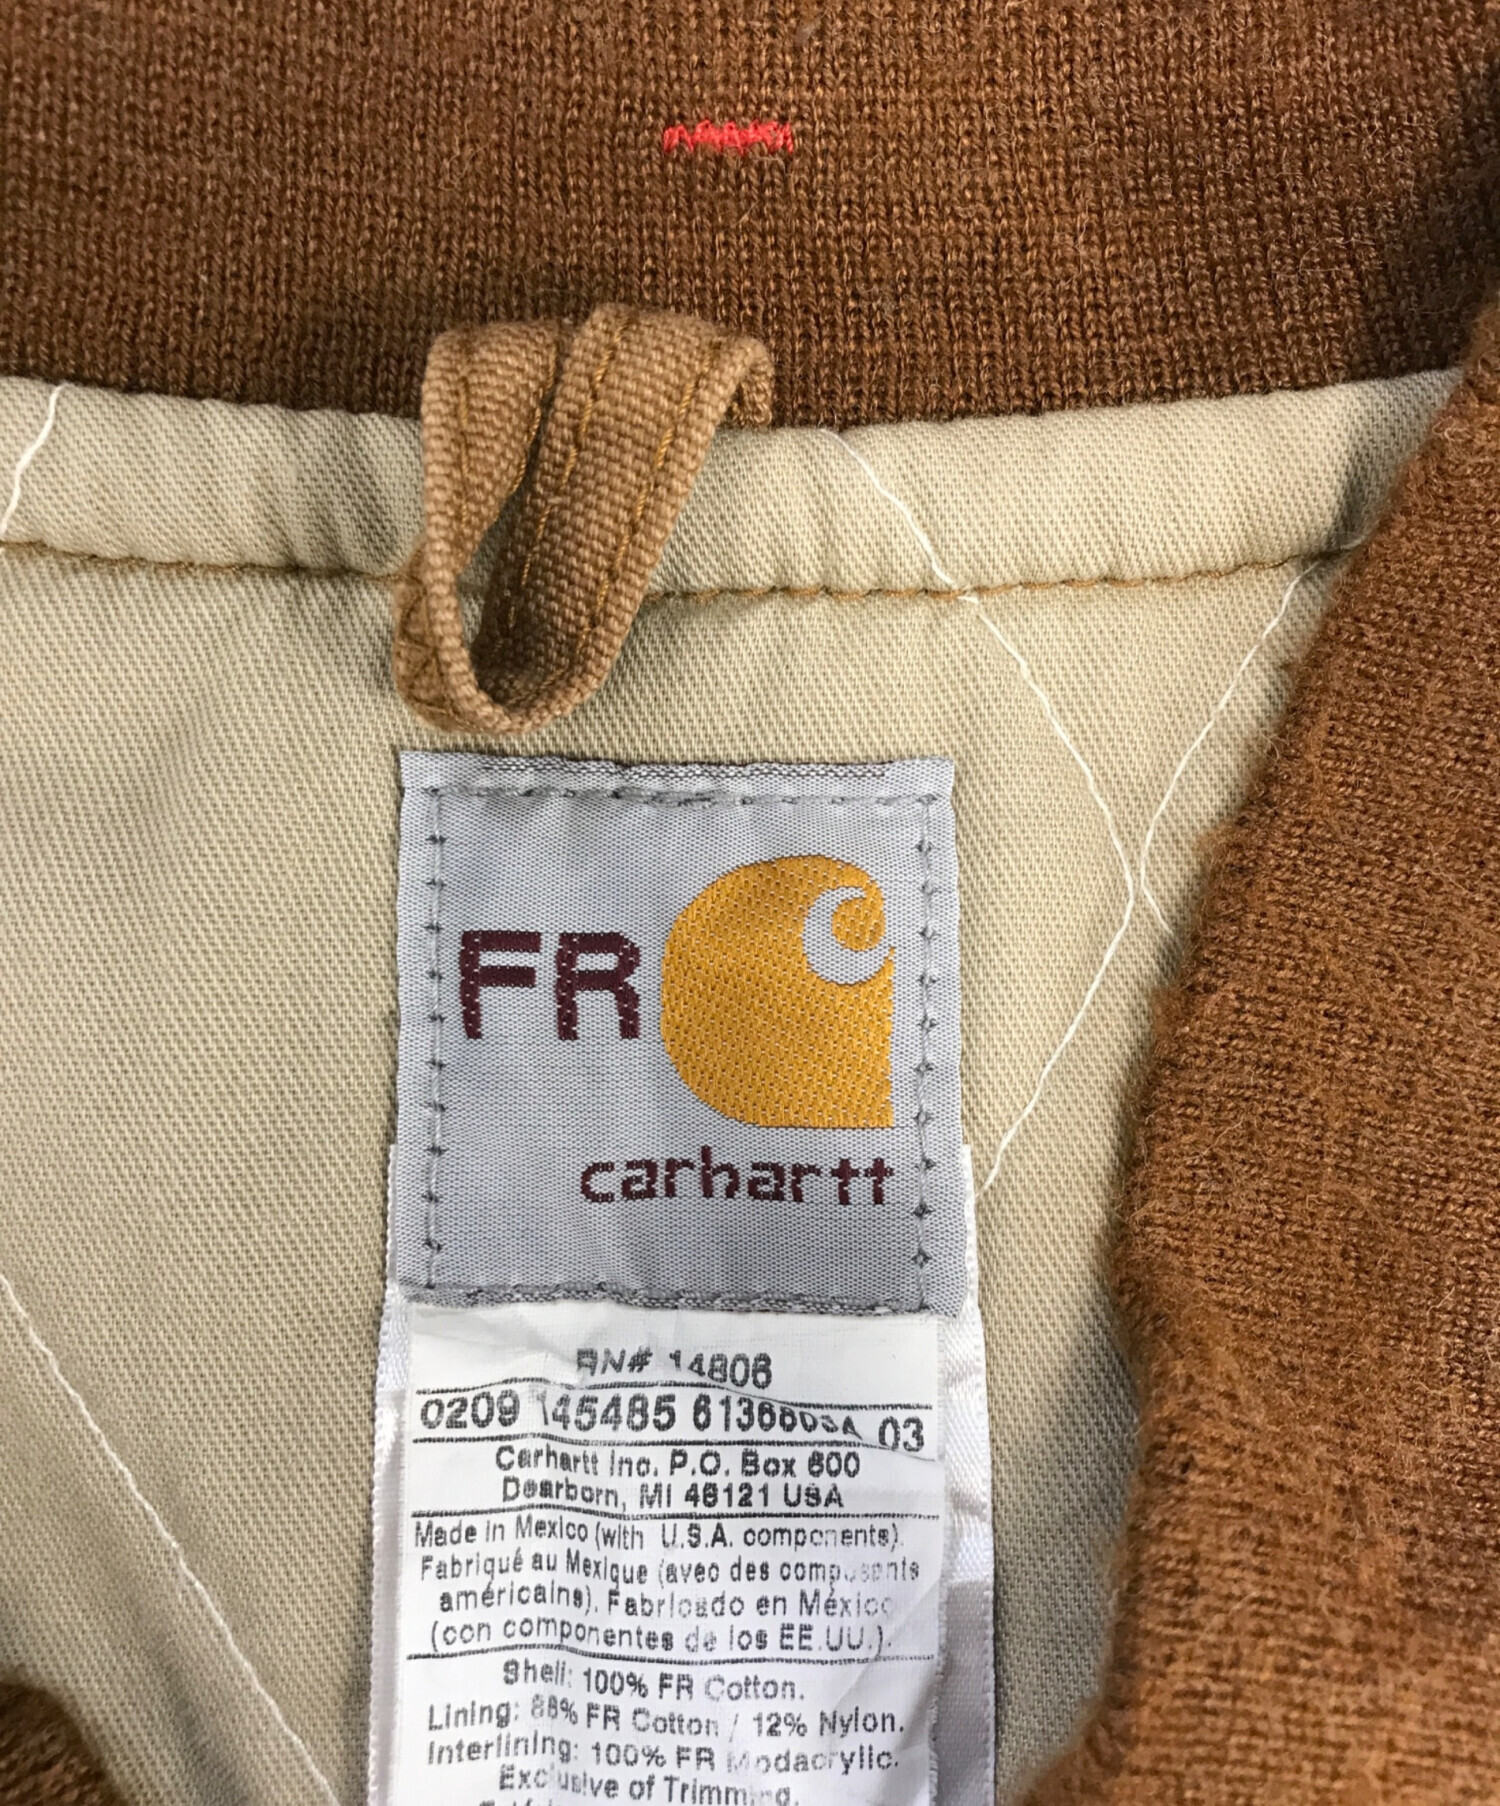 FR
carhartt
RN# 14806
0209 145485 03
Carhartt Inc. P.O. Box 600
Dearborn, MI 48121 USA
Made in Mexico (with U.S.A. components).
Fabriqué au Mexique (avec des composants
américains). Fabricado en México
(con componentes de los EE.UU.).
Shell: 100% FR Cotton.
Lining: 88% FR Cotton / 12% Nylon.
Interlining: 100% FR Modacrylic.
Exclusive of Trimming.